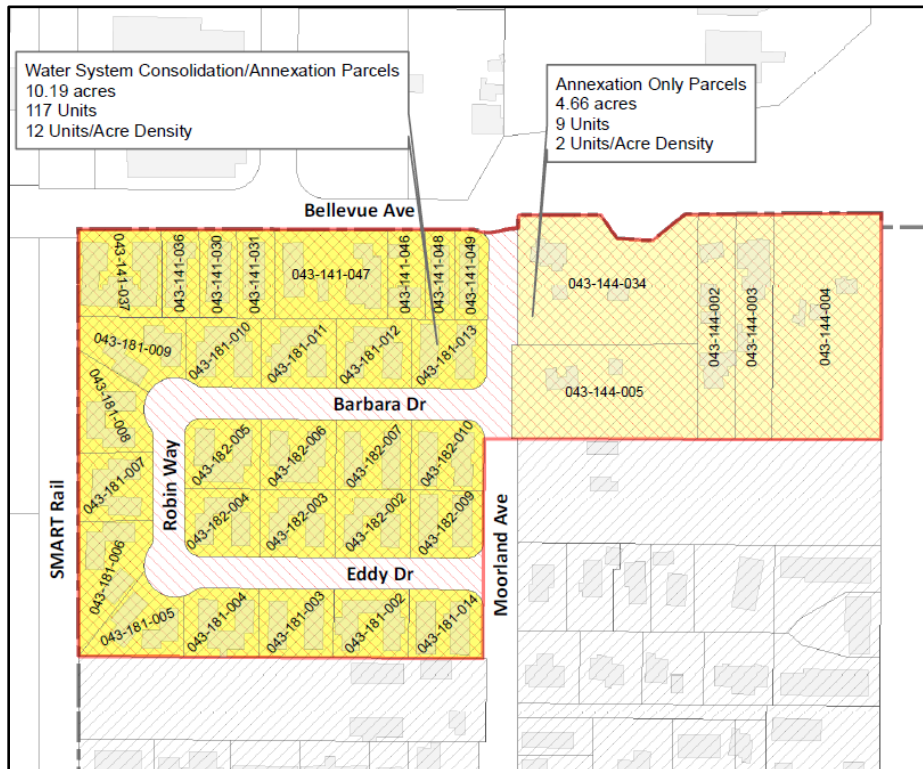 Water System Consolidation/Annexation Parcels
10.19 acres
117 Units
12 Units/Acre Density
Annexation Only Parcels
4.66 acres
9 Units
2 Units/Acre Density
Bellevue Ave
043-141-037
043-141-036
043-141-030
043-141-031
043-141-047
043-141-046
043-141-048
043-141-049
043-144-034
043-144-002
043-144-003
043-144-004
043-181-009
043-181-010
043-181-011
043-181-012
043-181-013
043-144-005
043-181-008
Barbara Dr
043-182-005
043-182-006
043-182-007
043-182-010
043-181-007
Robin Way
043-182-004
043-182-003
043-182-002
043-182-009
SMART Rail
Moorland Ave
043-181-006
Eddy Dr
043-181-005
043-181-004
043-181-003
043-181-002
043-181-014